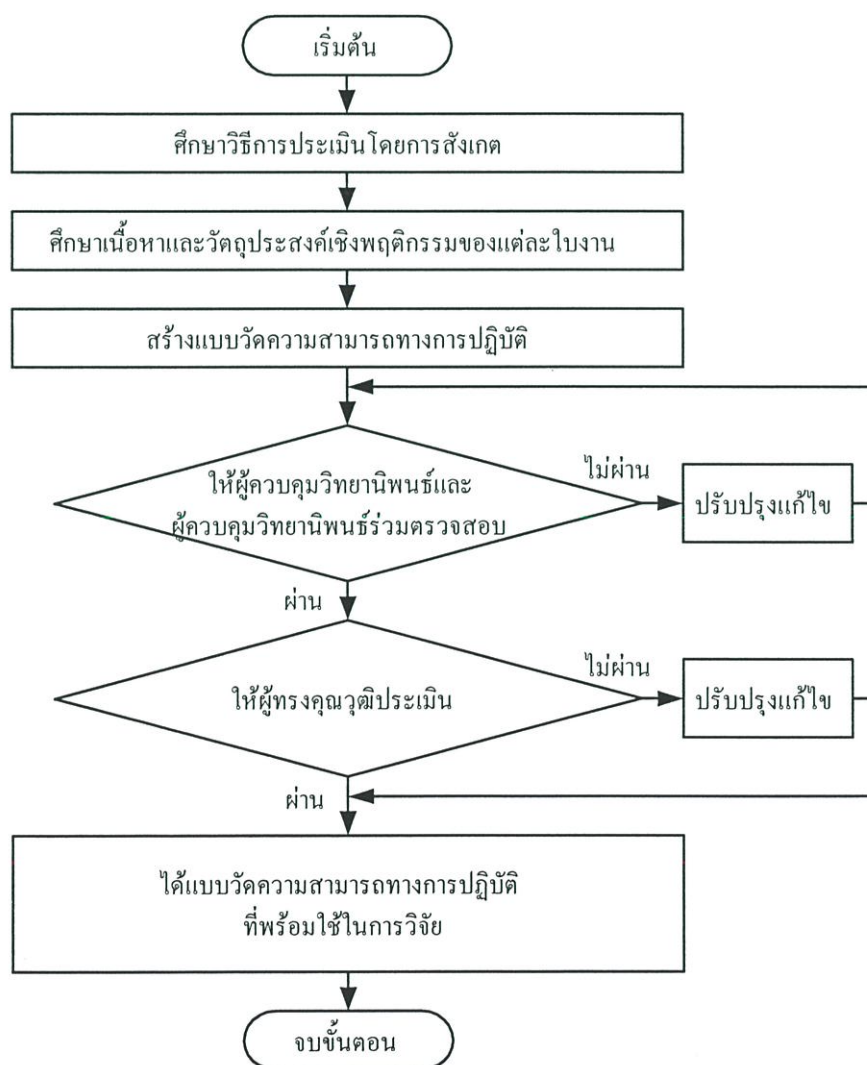 เริ่มต้น
ศึกษาวิธีการประเมินโดยการสังเกต
ศึกษาเนื้อหาและวัตถุประสงค์เชิงพฤติกรรมของแต่ละใบงาน
สร้างแบบวัดความสามารถทางการปฏิบัติ
ให้ผู้ควบคุมวิทยานิพนธ์และ
ผู้ควบคุมวิทยานิพนธ์ร่วมตรวจสอบ
ไม่ผ่าน
ปรับปรุงแก้ไข
ผ่าน
ให้ผู้ทรงคุณวุฒิประเมิน
ไม่ผ่าน
ปรับปรุงแก้ไข
ผ่าน
ได้แบบวัดความสามารถทางการปฏิบัติ
ที่พร้อมใช้ในการวิจัย
จบขั้นตอน